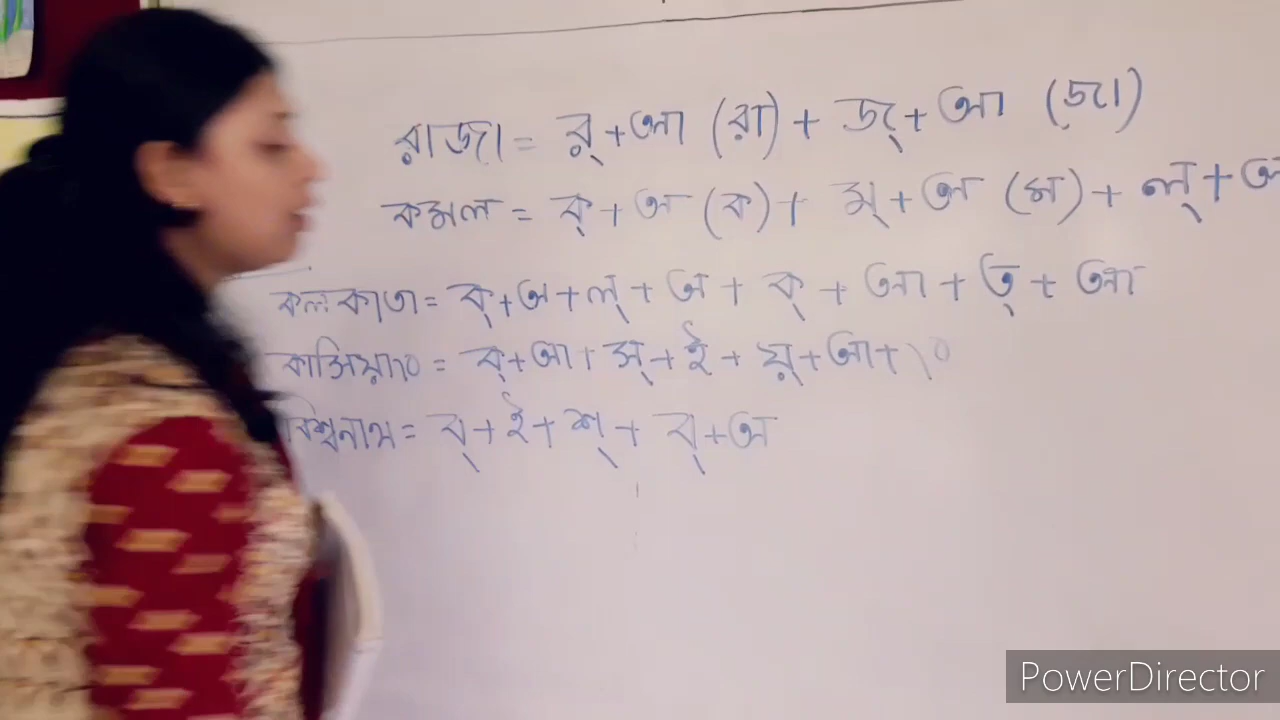 রাজা = র্ + আ (রা) + জ্ + আ (জা)
কমল = ক্ + অ (ক) + ম্ + অ (ম) + ল্ + অ
কলকাতা = ক্ + অ + ল্ + অ + ক্ + আ + ত্ + আ
= ক্ + আ + স্ + ই + য়্ + আ + ং
বিশ্বনাথ = ব্ + ই + শ্ + ব্ + অ
PowerDirector